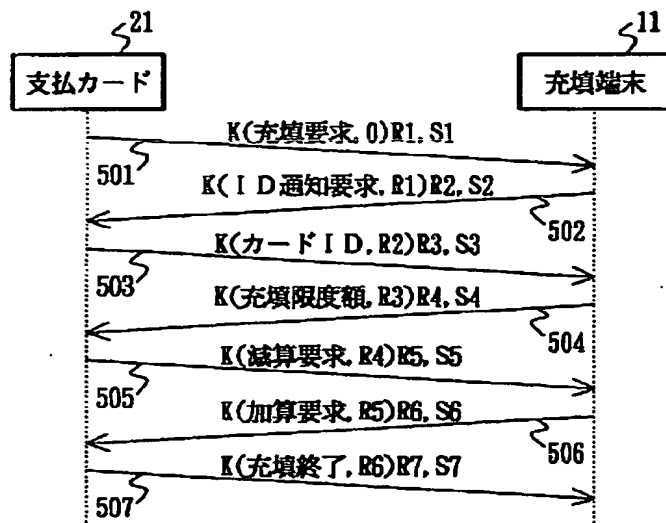 21
11
支払カード
充填端末
K(充填要求, 0)R1, S1
501
K(ID通知要求, R1)R2, S2
502
K(カードID, R2)R3, S3
503
K(充填限度額, R3)R4, S4
504
K(減算要求, R4)R5, S5
505
K(加算要求, R5)R6, S6
506
K(充填終了, R6)R7, S7
507